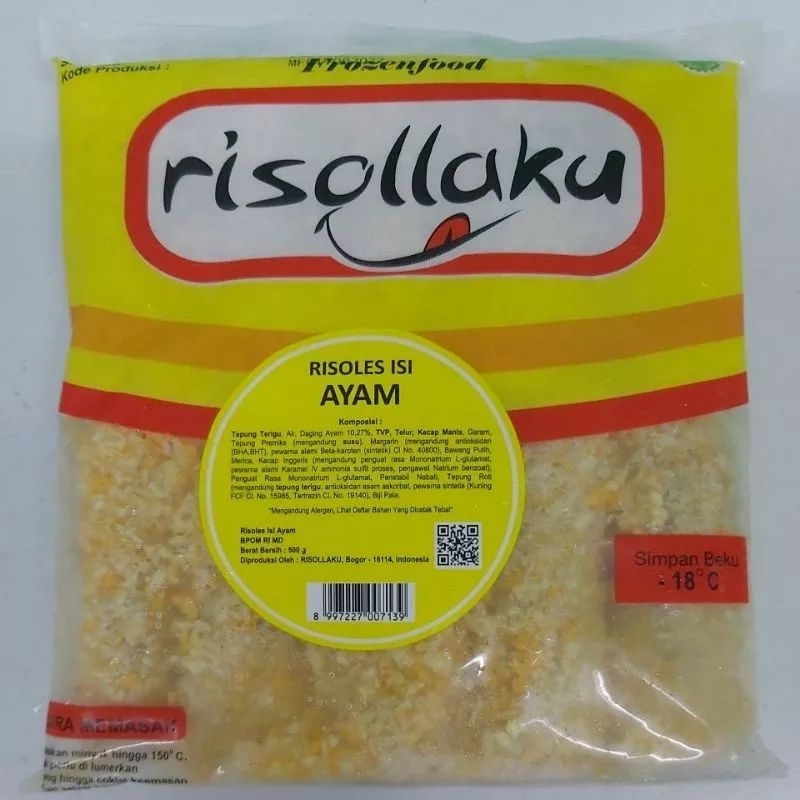 Kode Produksi :
Frozenfood
risollaku
RISOLES ISI
AYAM
Komposisi :
Tepung Terigu, Air, Daging Ayam 10,27%, TVP, Telur, Kecap Manis, Garam,
Tepung Premiks (mengandung susu), Margarin (mengandung antioksidan
(BHA,BHT), pewarna alami Beta-karoten (sintetik) CI No. 40800), Bawang Putih,
Merica, Kecap Inggeris (mengandung penguat rasa Mononatrium L-glutamat,
pewarna alami Karamel IV ammonia sulfit proses, pengawet Natrium benzoat),
Penguat Rasa Mononatrium L-glutamat, Penstabil Nabati, Tepung Roti
(mengandung tepung terigu, antioksidan asam askorbat, pewarna sintetis (Kuning
FCF CI. No. 15985, Tartrazin CI. No. 19140), Biji Pala.
"Mengandung Alergen, Lihat Daftar Bahan Yang Dicetak Tebal"
Risoles Isi Ayam
BPOM RI MD
Berat Bersih : 500 g
Diproduksi Oleh : RISOLLAKU, Bogor - 18114, Indonesia
8 997227 007139
Simpan Beku
- 18° C
MEMASAK
hingga 150° C.
di lumerkan
hingga coklat keemasan